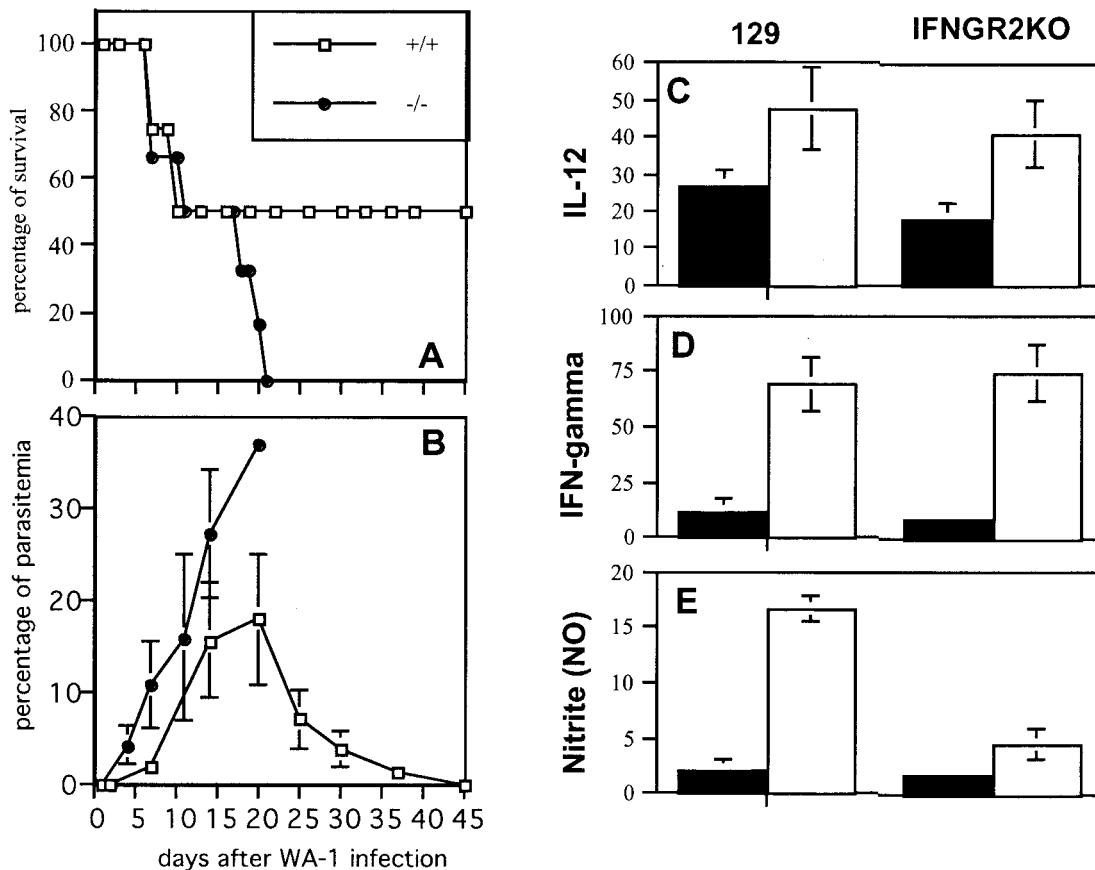 +/+
-/-
percentage of survival
100
80
60
40
20
0
A
percentage of parasitemia
40
30
20
10
0
B
0 5 10 15 20 25 30 35 40 45
days after WA-1 infection
129
IFNGR2KO
IL-12
60
50
40
30
20
10
0
C
IFN-gamma
100
75
50
25
0
D
Nitrite (NO)
20
15
10
5
0
E